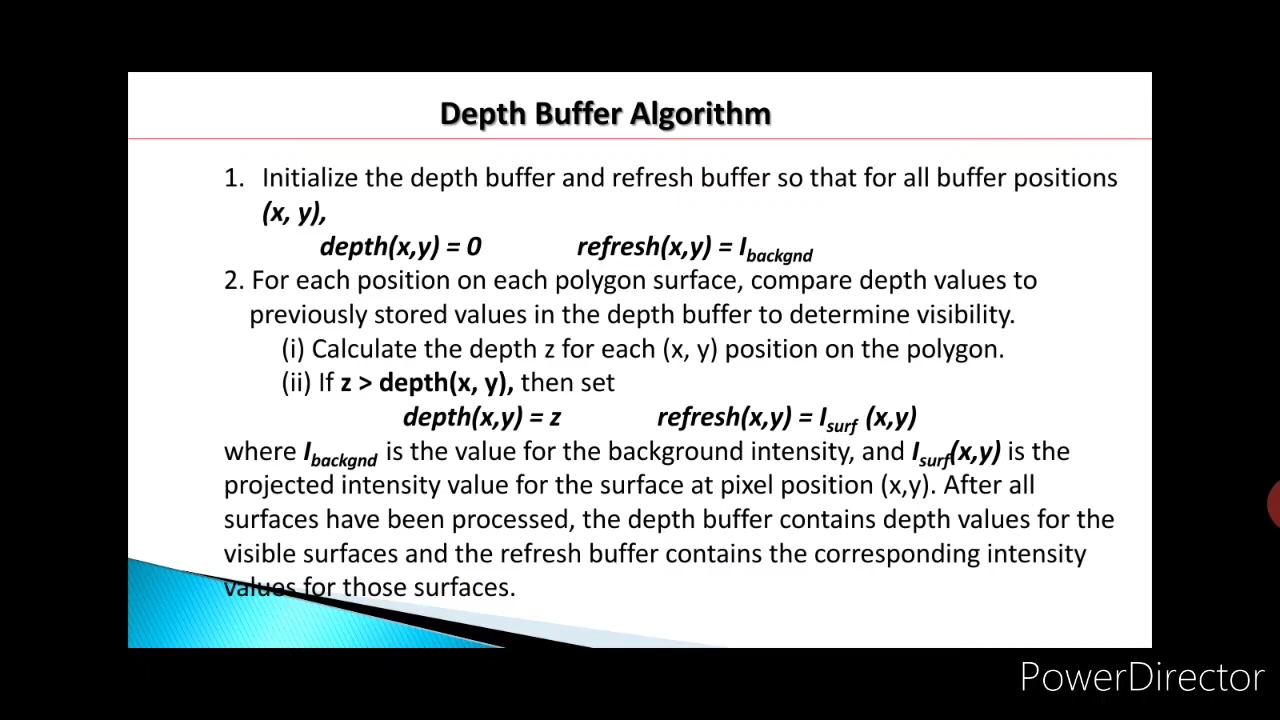 Depth Buffer Algorithm
1. Initialize the depth buffer and refresh buffer so that for all buffer positions
(x, y),
depth(x,y) = 0 refresh(x,y) = Ibackgnd
2. For each position on each polygon surface, compare depth values to
previously stored values in the depth buffer to determine visibility.
(i) Calculate the depth z for each (x, y) position on the polygon.
(ii) If z > depth(x, y), then set
depth(x,y) = z refresh(x,y) = Isurf (x,y)
where Ibackgnd is the value for the background intensity, and Isurf(x,y) is the
projected intensity value for the surface at pixel position (x,y). After all
surfaces have been processed, the depth buffer contains depth values for the
visible surfaces and the refresh buffer contains the corresponding intensity
values for those surfaces.
PowerDirector